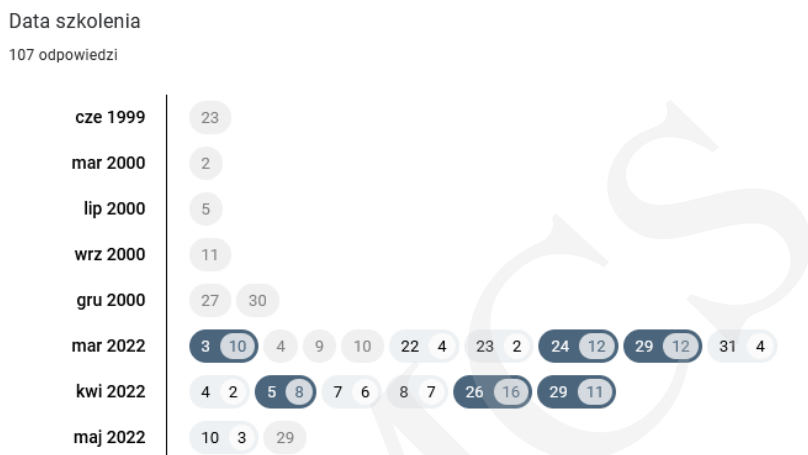 Data szkolenia
107 odpowiedzi
cze 1999 23
mar 2000 2
lip 2000 5
wrz 2000 11
gru 2000 27 30
mar 2022 3 10 4 9 10 22 4 23 2 24 12 29 12 31 4
kwi 2022 4 2 5 8 7 6 8 7 26 16 29 11
maj 2022 10 3 29
MCS